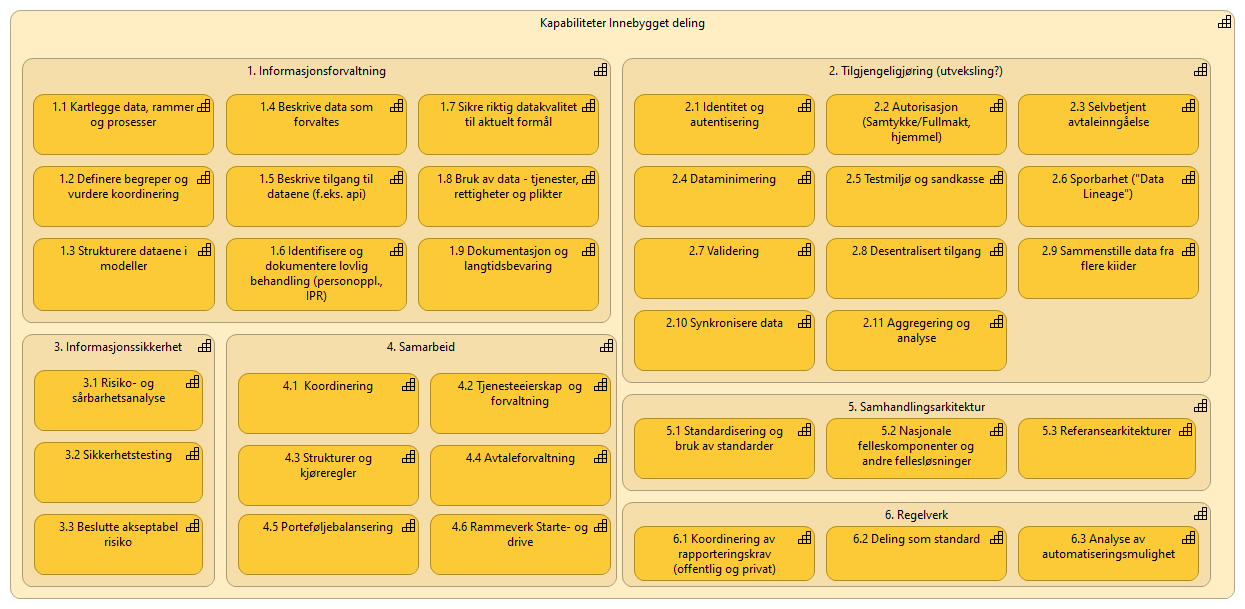 Kapabiliteter Innebygget deling
1. Informasjonsforvaltning
1.1 Kartlegge data, rammer
og prosesser
1.4 Beskrive data som
forvaltes
1.7 Sikre riktig datakvalitet
til aktuelt formål
1.2 Definere begreper og
vurdere koordinering
1.5 Beskrive tilgang til
dataene (f.eks. api)
1.8 Bruk av data - tjenester,
rettigheter og plikter
1.3 Strukturere dataene i
modeller
1.6 Identifisere og
dokumentere lovlig
behandling (personoppl.,
IPR)
1.9 Dokumentasjon og
langtidsbevaring
2. Tilgjengeligjøring (utveksling?)
2.1 Identitet og
autentisering
2.2 Autorisasjon
(Samtykke/Fullmakt,
hjemmel)
2.3 Selvbetjent
avtaleinngåelse
2.4 Dataminimering
2.5 Testmiljø og sandkasse
2.6 Sporbarhet ("Data
Lineage")
2.7 Validering
2.8 Desentralisert tilgang
2.9 Sammenstille data fra
flere kiider
2.10 Synkronisere data
2.11 Aggregering og
analyse
3. Informasjonssikkerhet
3.1 Risiko- og
sårbarhetsanalyse
3.2 Sikkerhetstesting
3.3 Beslutte akseptabel
risiko
4. Samarbeid
4.1  Koordinering
4.2 Tjenesteeierskap  og
forvaltning
4.3 Strukturer og
kjøreregler
4.4 Avtaleforvaltning
4.5 Porteføljebalansering
4.6 Rammeverk Starte- og
drive
5. Samhandlingsarkitektur
5.1 Standardisering og
bruk av standarder
5.2 Nasjonale
felleskomponenter og
andre fellesløsninger
5.3 Referansearkitekturer
6. Regelverk
6.1 Koordinering av
rapporteringskrav
(offentlig og privat)
6.2 Deling som standard
6.3 Analyse av
automatiseringsmulighet